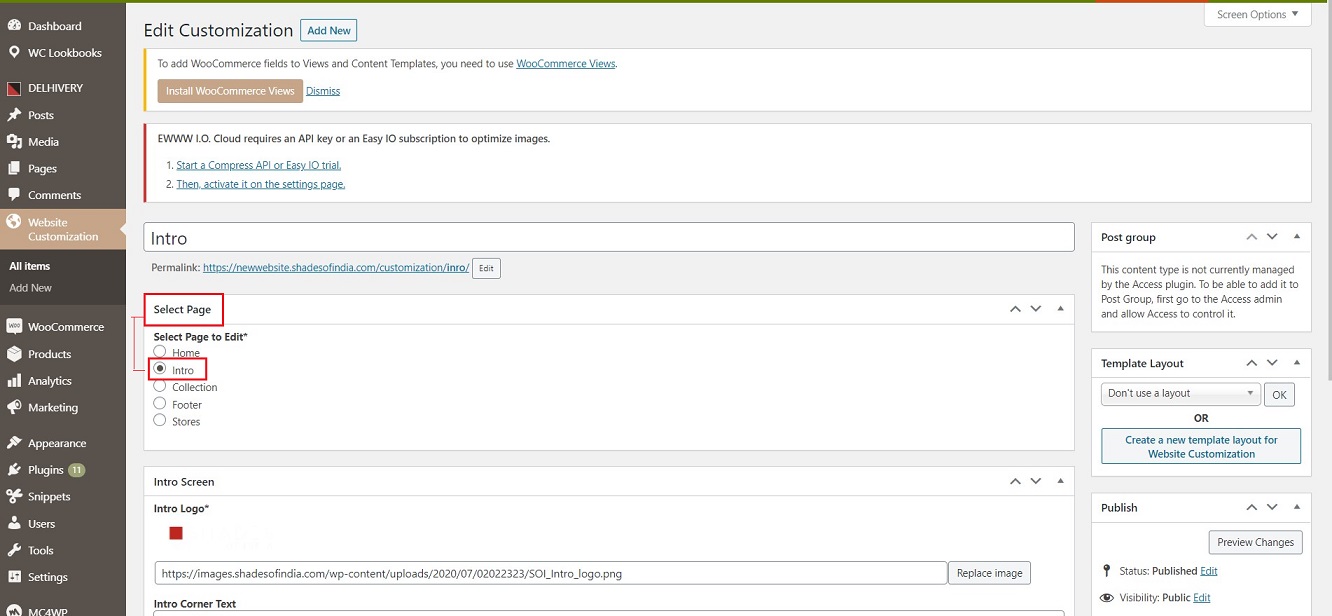 Dashboard
WC Lookbooks
DELHIVERY
Posts
Media
Pages
Comments
Website
Customization
All items
Add New
WooCommerce
Products
Analytics
Marketing
Appearance
Plugins 11
Snippets
Users
Tools
Settings
MC4WP
Screen Options
Edit Customization Add New
To add WooCommerce fields to Views and Content Templates, you need to use WooCommerce Views.
Install WooCommerce Views Dismiss
EWWW I.O. Cloud requires an API key or an Easy IO subscription to optimize images.
1. Start a Compress API or Easy IO trial.
2. Then, activate it on the settings page.
Intro
Permalink: https://newwebsite.shadesofindia.com/customization/inro/ Edit
Select Page
Select Page to Edit*
Home
Intro
Collection
Footer
Stores
Intro Screen
Intro Logo*
https://images.shadesofindia.com/wp-content/uploads/2020/07/02022323/SOI_Intro_logo.png Replace image
Intro Corner Text
Post group
This content type is not currently managed
by the Access plugin. To be able to add it to
Post Group, first go to the Access admin
and allow Access to control it.
Template Layout
Don't use a layout OK
OR
Create a new template layout for
Website Customization
Publish
Preview Changes
Status: Published Edit
Visibility: Public Edit